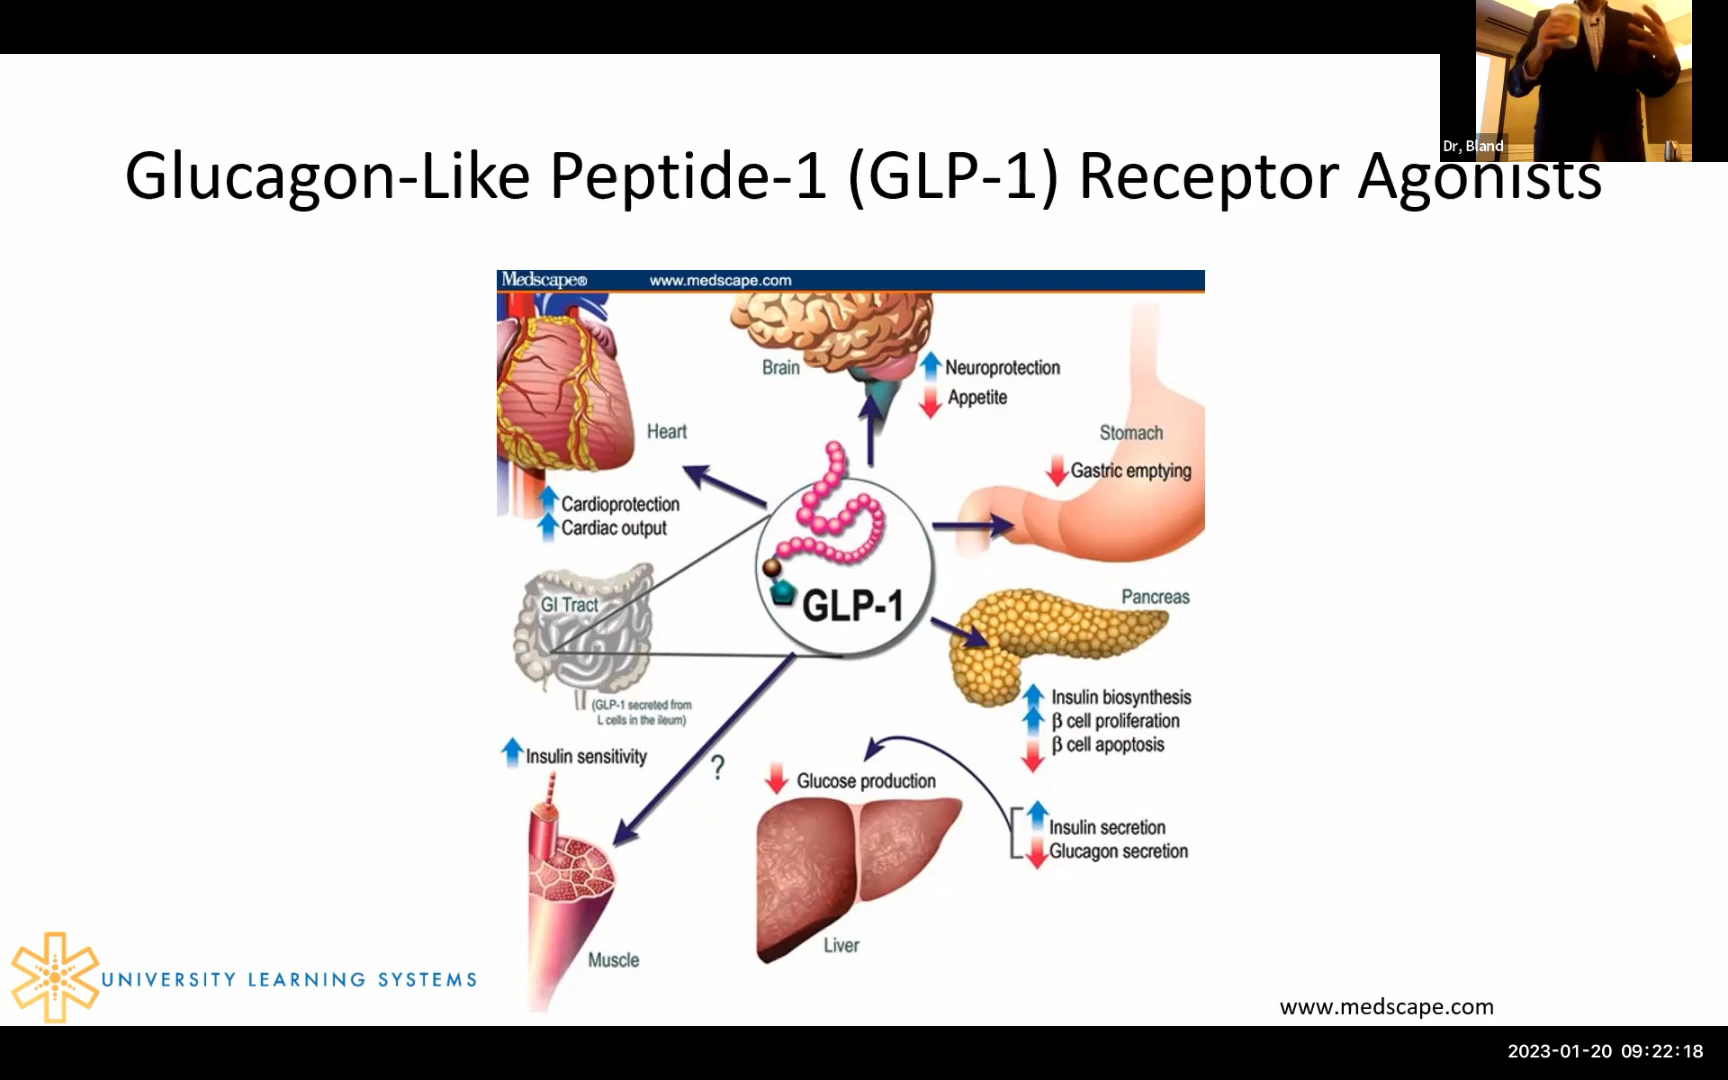 Dr, Bland
Glucagon-Like Peptide-1 (GLP-1) Receptor Agonists
Medscape® www.medscape.com
Brain
Neuroprotection
Appetite
Heart
Stomach
Gastric emptying
Cardioprotection
Cardiac output
GI Tract
GLP-1
Pancreas
(GLP-1 secreted from
L cells in the ileum)
Insulin biosynthesis
β cell proliferation
β cell apoptosis
Insulin sensitivity
?
Glucose production
Insulin secretion
Glucagon secretion
Liver
Muscle
UNIVERSITY LEARNING SYSTEMS
www.medscape.com
2023-01-20 09:22:18